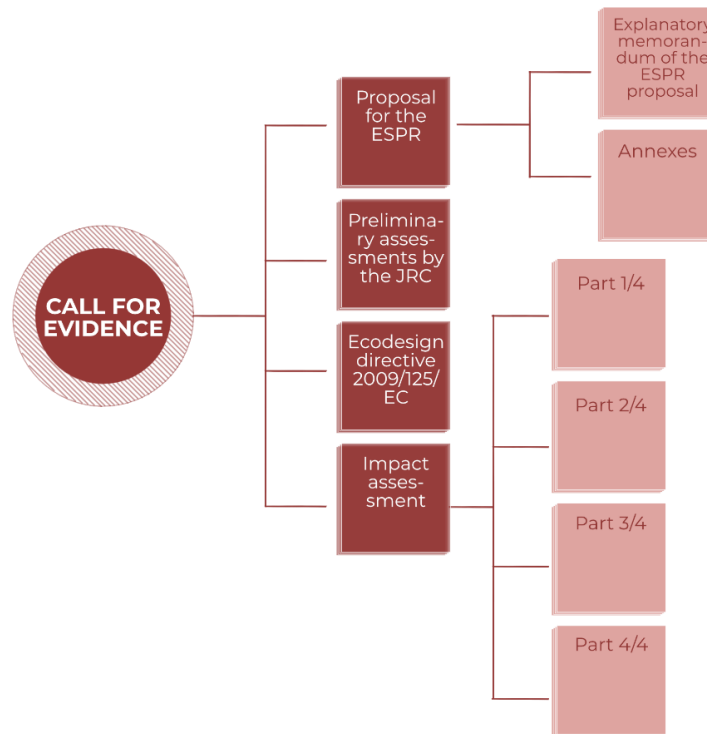 Explanatory
memoran-
dum of the
ESPR
proposal
Proposal
for the
ESPR
Annexes
Prelimina-
ry asses-
sments by
the JRC
CALL FOR
EVIDENCE
Part 1/4
Ecodesign
directive
2009/125/
EC
Part 2/4
Impact
asses-
sment
Part 3/4
Part 4/4